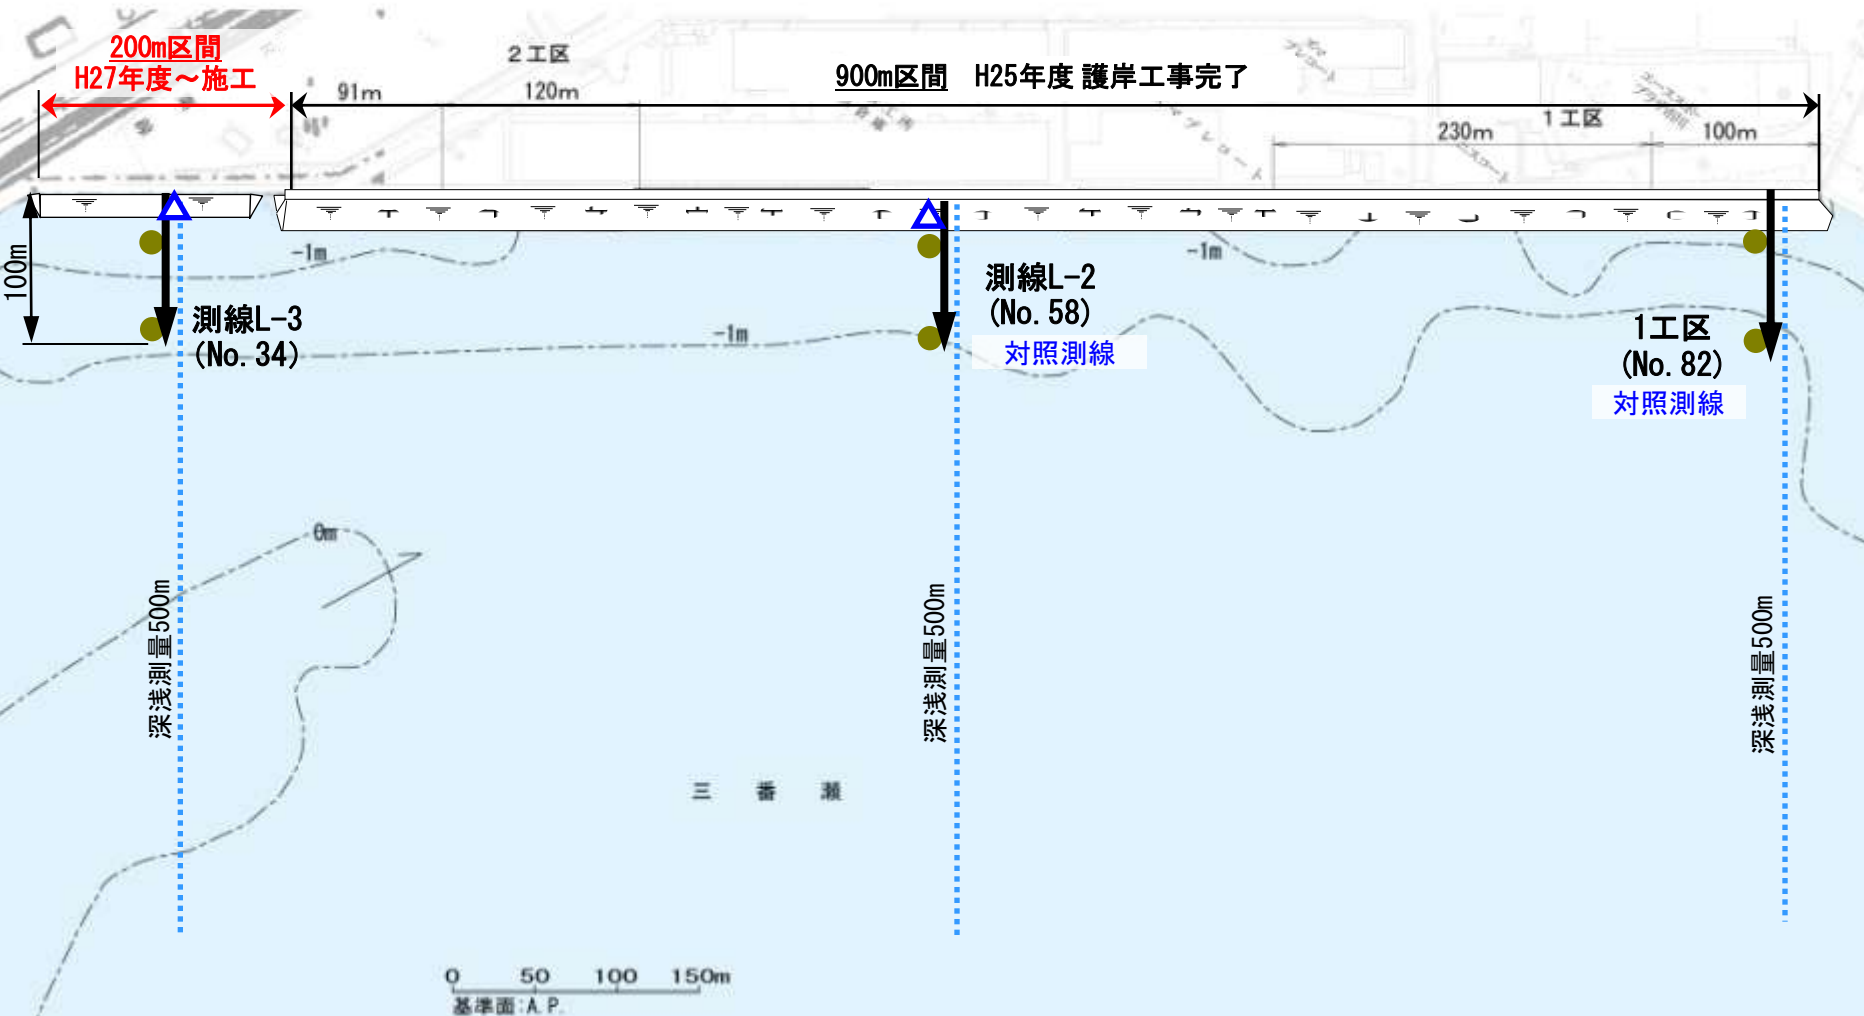 200m区間
H27年度～施工
2工区
900m区間 H25年度 護岸工事完了
91m
120m
230m
1工区
100m
100m
-1m
-1m
-1m
測線L-3
(No. 34)
測線L-2
(No. 58)
対照測線
1工区
(No. 82)
対照測線
0m
深浅測量500m
深浅測量500m
深浅測量500m
三 番 瀬
0 50 100 150m
基準面:A.P.